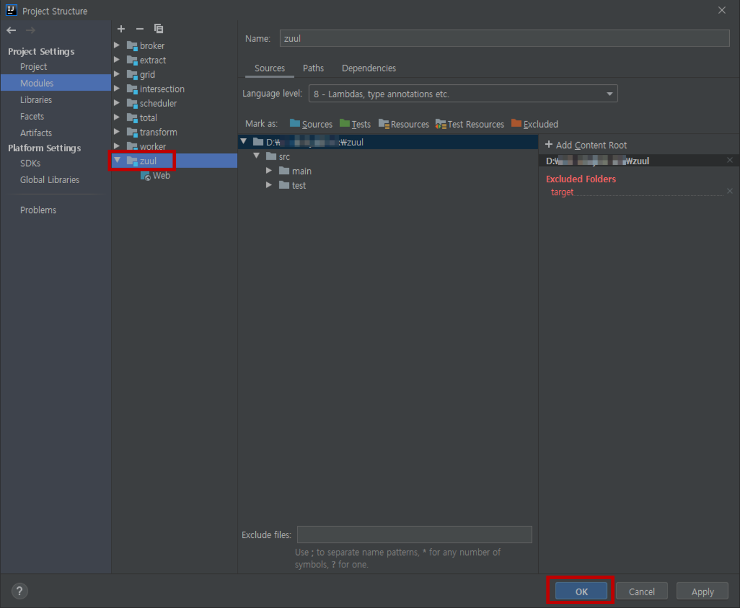 Project Structure
Project Settings
Project
Modules
Libraries
Facets
Artifacts
Platform Settings
SDKs
Global Libraries
Problems
broker
extract
grid
intersection
scheduler
total
transform
worker
zuul
Web
Name: zuul
Sources Paths Dependencies
Language level: 8 - Lambdas, type annotations etc.
Mark as: Sources Tests Resources Test Resources Excluded
D:₩ :₩zuul
src
main
test
+ Add Content Root
D:₩ ₩zuul
Excluded Folders
target
Exclude files:
Use ; to separate name patterns, * for any number of
symbols, ? for one.
?
OK Cancel Apply